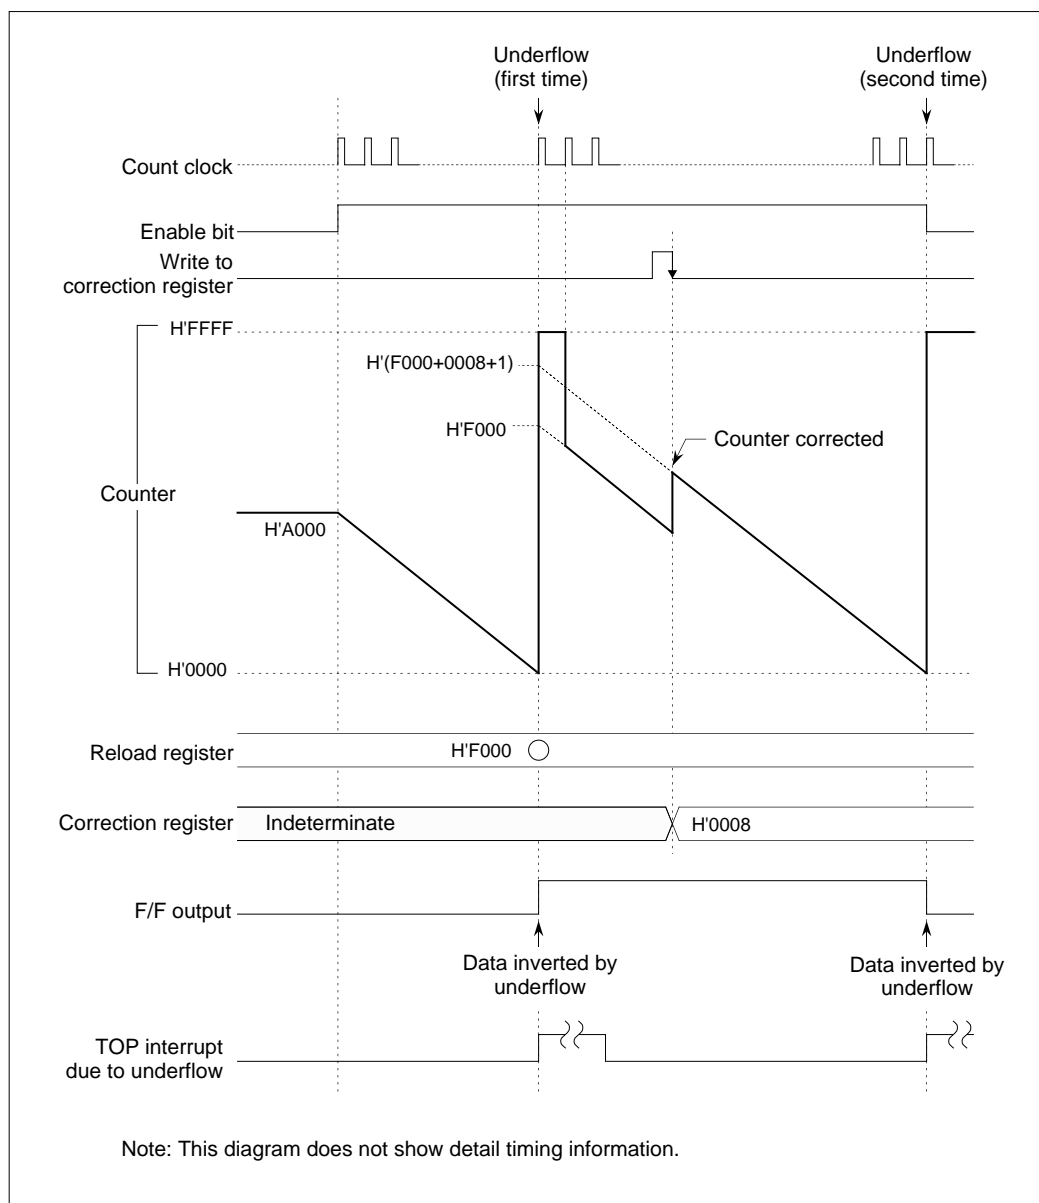 Underflow
(first time)
Underflow
(second time)
Count clock
Enable bit
Write to
correction register
H'FFFF
H'(F000+0008+1)
H'F000
Counter corrected
Counter
H'A000
H'0000
Reload register
H'F000
Correction register
Indeterminate
H'0008
F/F output
Data inverted by
underflow
Data inverted by
underflow
TOP interrupt
due to underflow
Note: This diagram does not show detail timing information.